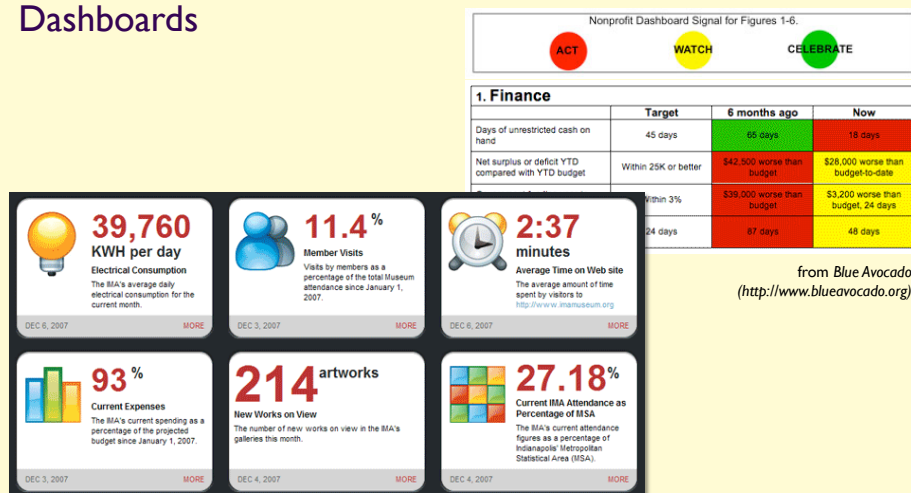 Dashboards
Nonprofit Dashboard Signal for Figures 1-6.
ACT WATCH CELEBRATE
1. Finance
Target 6 months ago Now
Days of unrestricted cash on
hand
45 days 65 days 18 days
Net surplus or deficit YTD
compared with YTD budget
Within 25K or better
$42,500 worse than
budget
$28,000 worse than
budget-to-date
Within 3%
$39,000 worse than
budget
$3,200 worse than
budget, 24 days
24 days 87 days 48 days
from Blue Avocado
(http://www.blueavocado.org)
39,760
KWH per day
Electrical Consumption
The IMA's average daily
electrical consumption for the
current month.
DEC 6, 2007 MORE
11.4%
Member Visits
Visits by members as a
percentage of the total Museum
attendance since January 1,
2007.
DEC 3, 2007 MORE
2:37
minutes
Average Time on Web site
The average amount of time
spent by visitors to
http://www.imamuseum.org
DEC 6, 2007 MORE
93%
Current Expenses
The IMA's current spending as a
percentage of the projected
budget since January 1, 2007.
DEC 3, 2007 MORE
214 artworks
New Works on View
The number of new works on view in the IMA's
galleries this month.
DEC 4, 2007 MORE
27.18%
Current IMA Attendance as
Percentage of MSA
The IMA's current attendance
figures as a percentage of
Indianapolis' Metropolitan
Statistical Area (MSA).
DEC 4, 2007 MORE